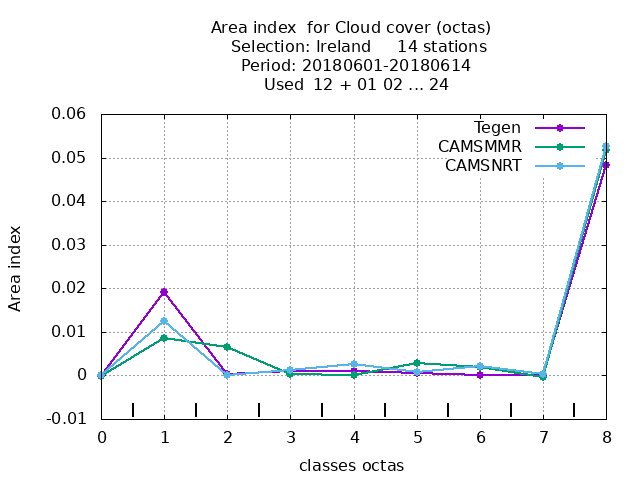 Area index  for Cloud cover (octas)
Selection: Ireland     14 stations
Period: 20180601-20180614
Used  12 + 01 02 ... 24
Tegen
CAMSMMR
CAMSNRT
0.06
0.05
0.04
0.03
0.02
0.01
0
-0.01
Area index
0 1 2 3 4 5 6 7 8
classes octas